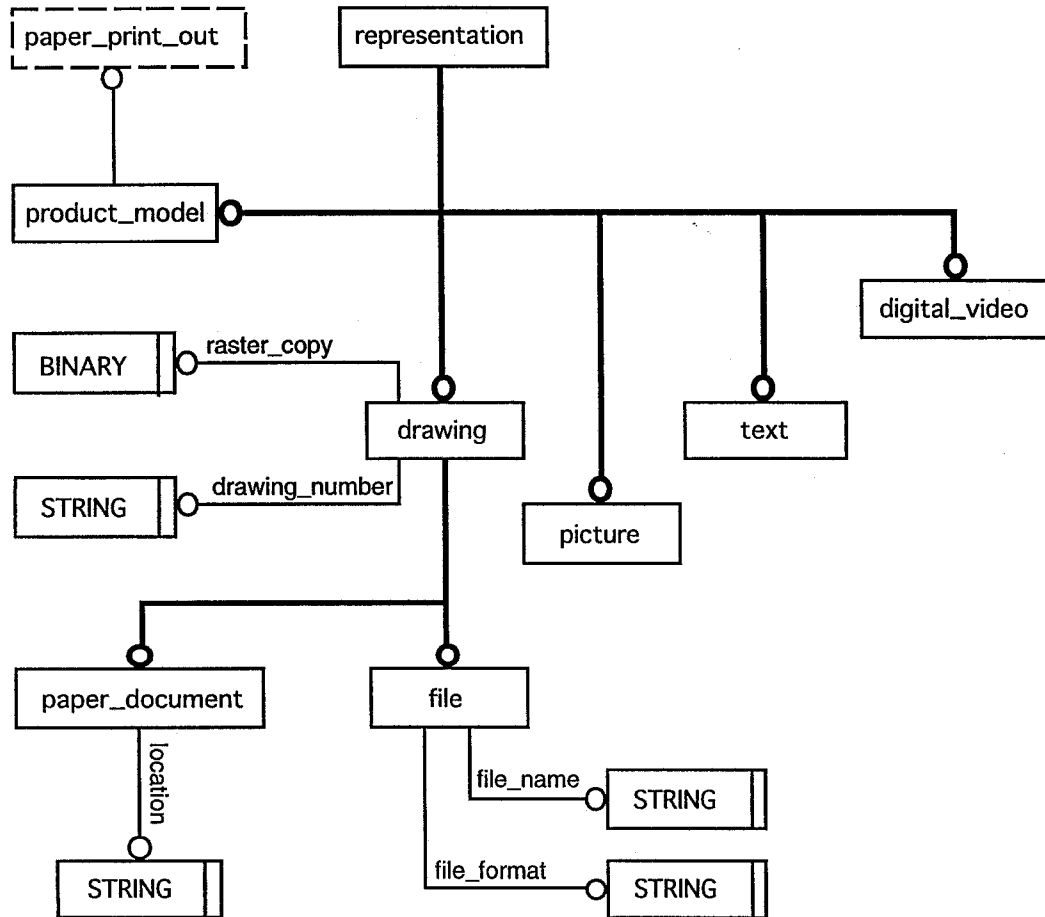 paper_print_out
representation
product_model
digital_video
BINARY
raster_copy
drawing
text
STRING
drawing_number
picture
paper_document
file
location
file_name
STRING
STRING
file_format
STRING